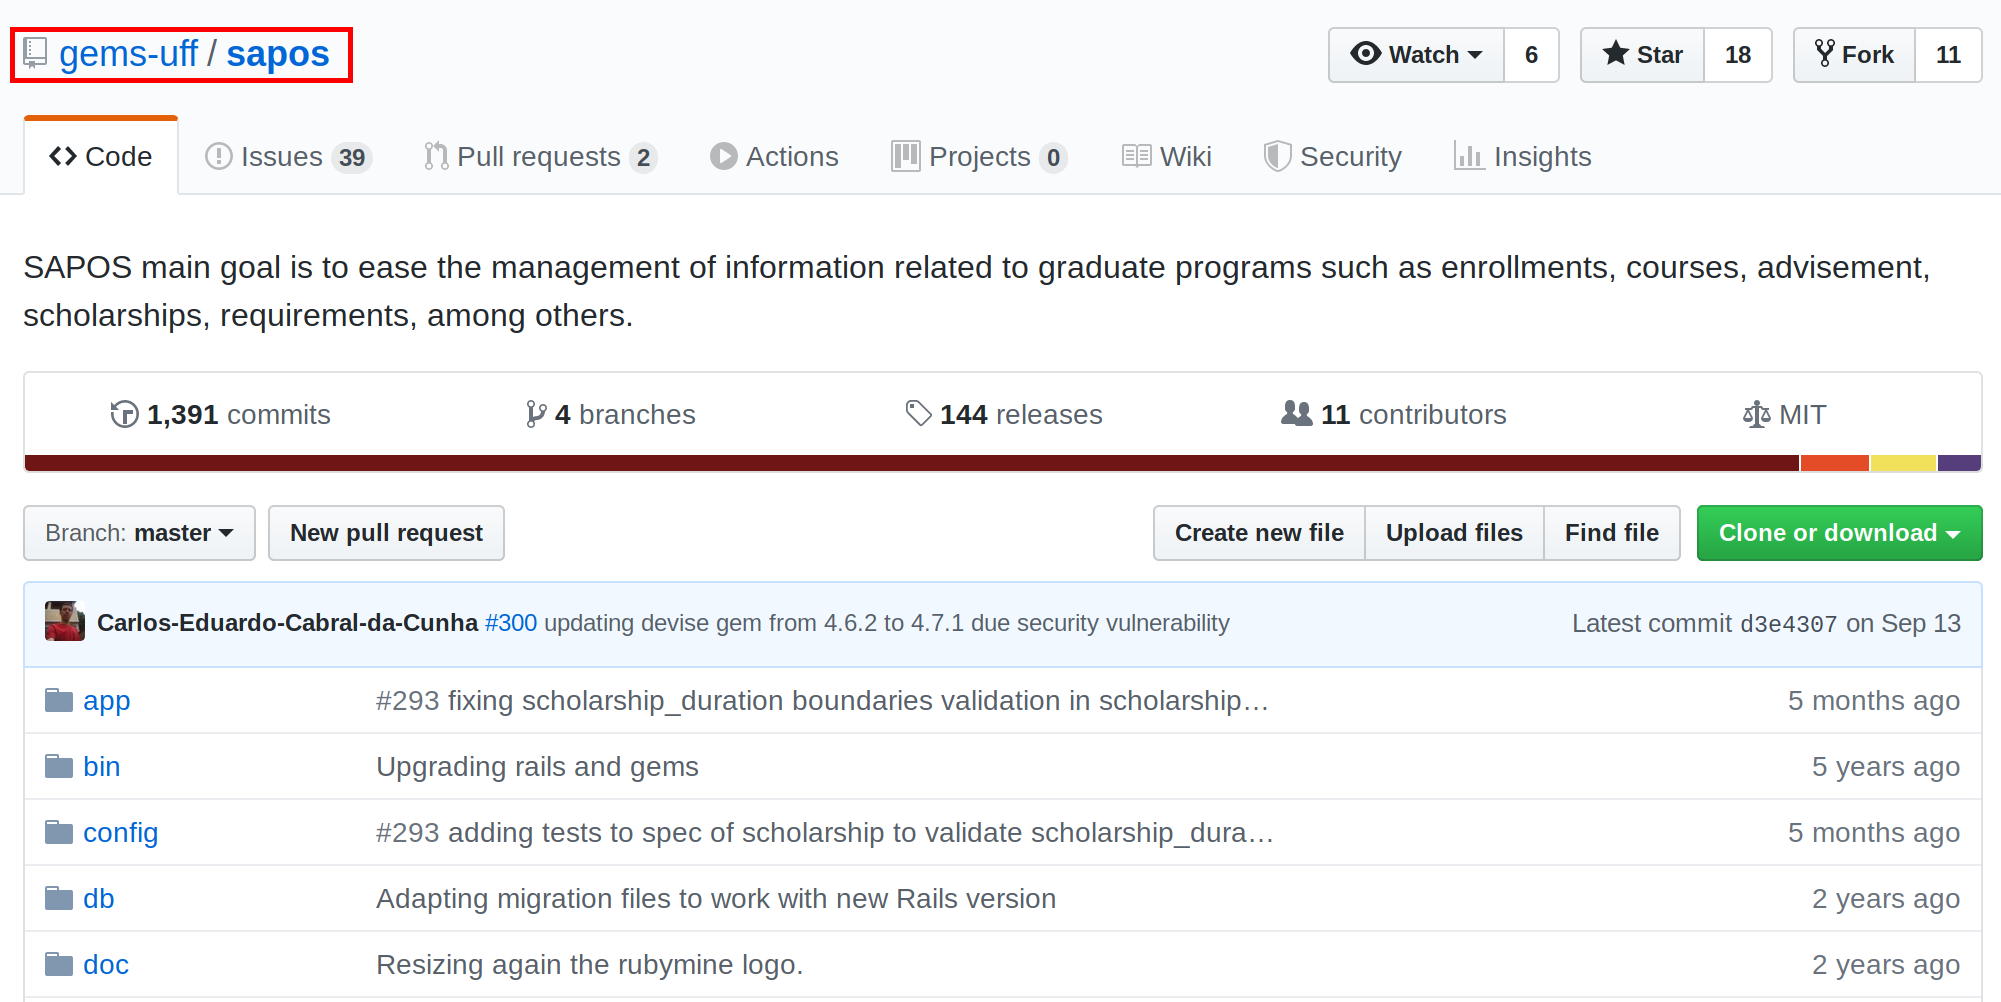 gems-uff / sapos
Watch 6 Star 18 Fork 11
Code Issues 39 Pull requests 2 Actions Projects 0 Wiki Security Insights
SAPOS main goal is to ease the management of information related to graduate programs such as enrollments, courses, advisement,
scholarships, requirements, among others.
1,391 commits 4 branches 144 releases 11 contributors MIT
Branch: master New pull request Create new file Upload files Find file Clone or download
Carlos-Eduardo-Cabral-da-Cunha #300 updating devise gem from 4.6.2 to 4.7.1 due security vulnerability Latest commit d3e4307 on Sep 13
app #293 fixing scholarship_duration boundaries validation in scholarship… 5 months ago
bin Upgrading rails and gems 5 years ago
config #293 adding tests to spec of scholarship to validate scholarship_dura… 5 months ago
db Adapting migration files to work with new Rails version 2 years ago
doc Resizing again the rubymine logo. 2 years ago